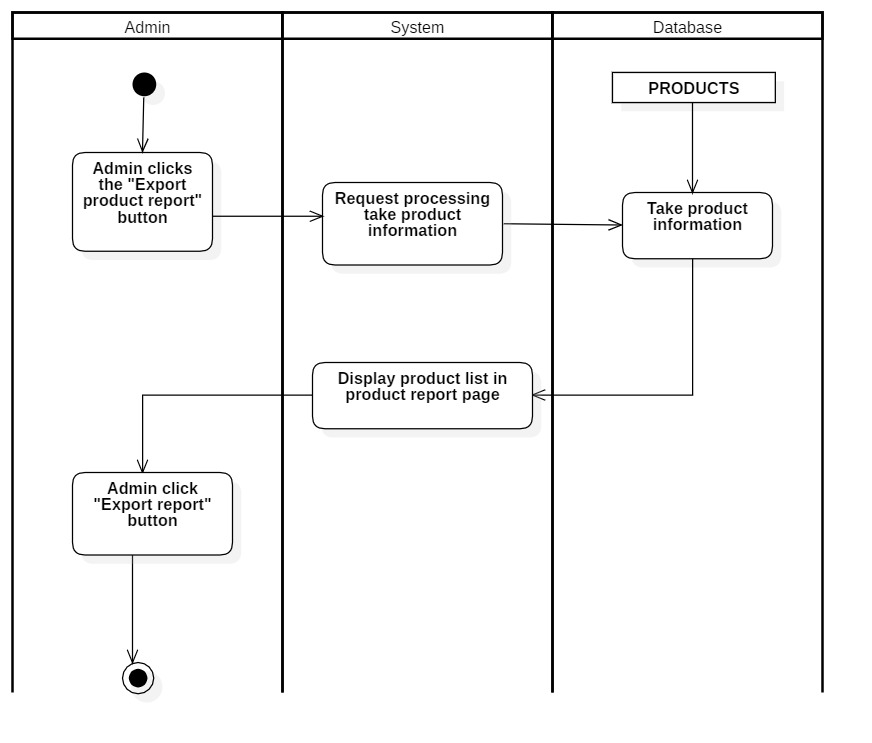 Admin
System
Database
PRODUCTS
Admin clicks
the "Export
product report"
button
Request processing
take product
information
Take product
information
Display product list in
product report page
Admin click
"Export report"
button